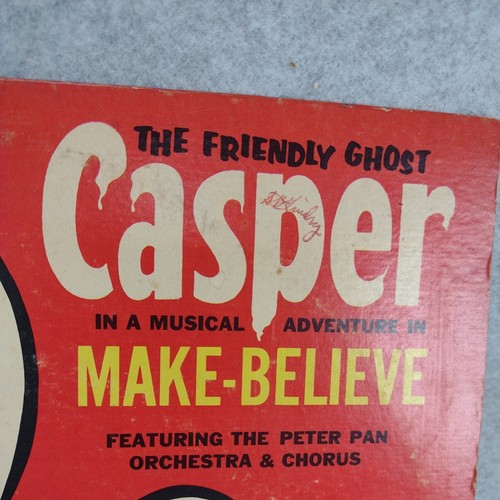 THE FRIENDLY GHOST
Casper
IN A MUSICAL ADVENTURE IN
MAKE-BELIEVE
FEATURING THE PETER PAN
ORCHESTRA & CHORUS